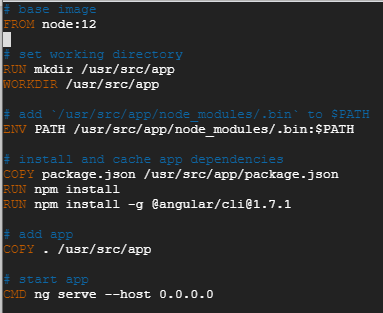 # base image
FROM node:12
# set working directory
RUN mkdir /usr/src/app
WORKDIR /usr/src/app
# add `/usr/src/app/node_modules/.bin` to $PATH
ENV PATH /usr/src/app/node_modules/.bin:$PATH
# install and cache app dependencies
COPY package.json /usr/src/app/package.json
RUN npm install
RUN npm install -g @angular/cli@1.7.1
# add app
COPY . /usr/src/app
# start app
CMD ng serve --host 0.0.0.0